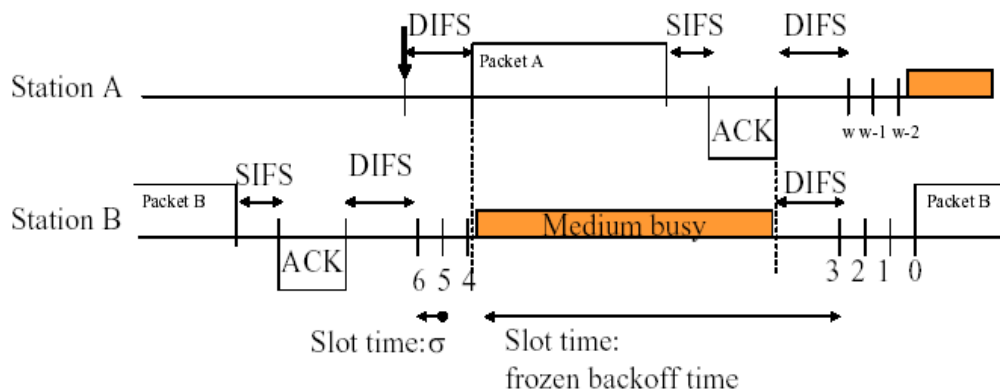 DIFS SIFS DIFS
Packet A
Station A
w w-1 w-2
ACK
SIFS DIFS DIFS
Packet B Packet B
Station B Medium busy
ACK
6 5 4 3 2 1 0
Slot time:σ Slot time:
frozen backoff time